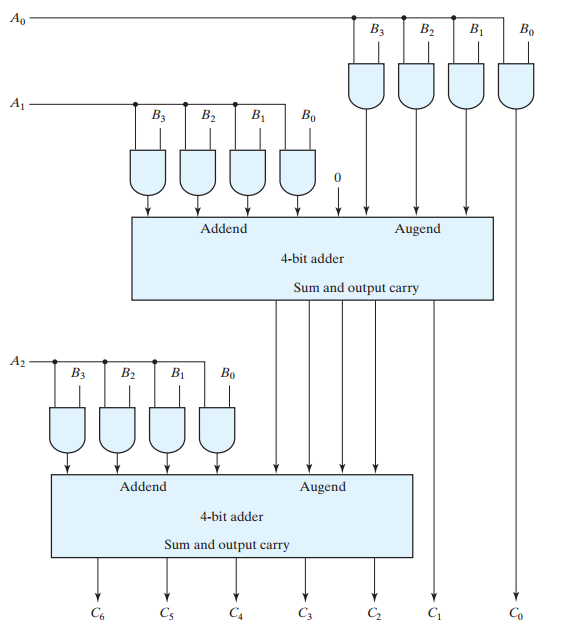 A₀
B₃ B₂ B₁ B₀
A₁
B₃ B₂ B₁ B₀
0
Addend Augend
4-bit adder
Sum and output carry
A₂
B₃ B₂ B₁ B₀
Addend Augend
4-bit adder
Sum and output carry
C₆ C₅ C₄ C₃ C₂ C₁ C₀